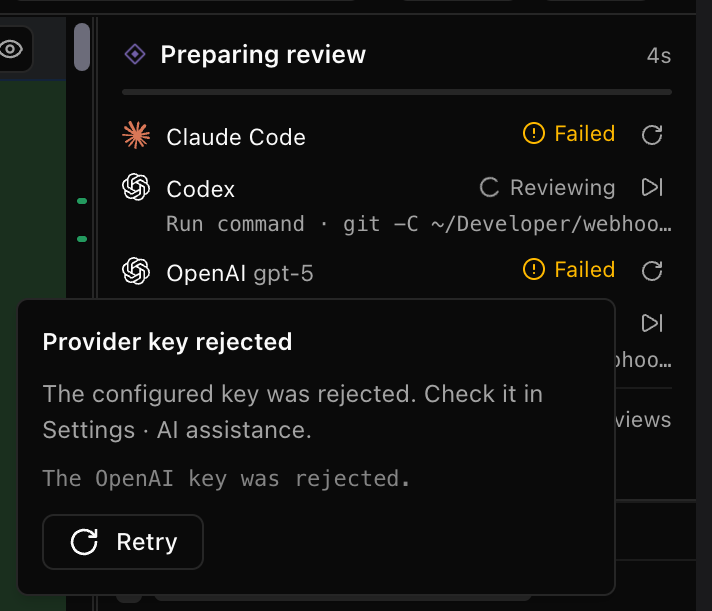 Preparing review 4s
Claude Code Failed
Codex Reviewing
Run command · git -C ~/Developer/webhoo…
OpenAI gpt-5 Failed
Provider key rejected
The configured key was rejected. Check it in
Settings · AI assistance.
The OpenAI key was rejected.
Retry